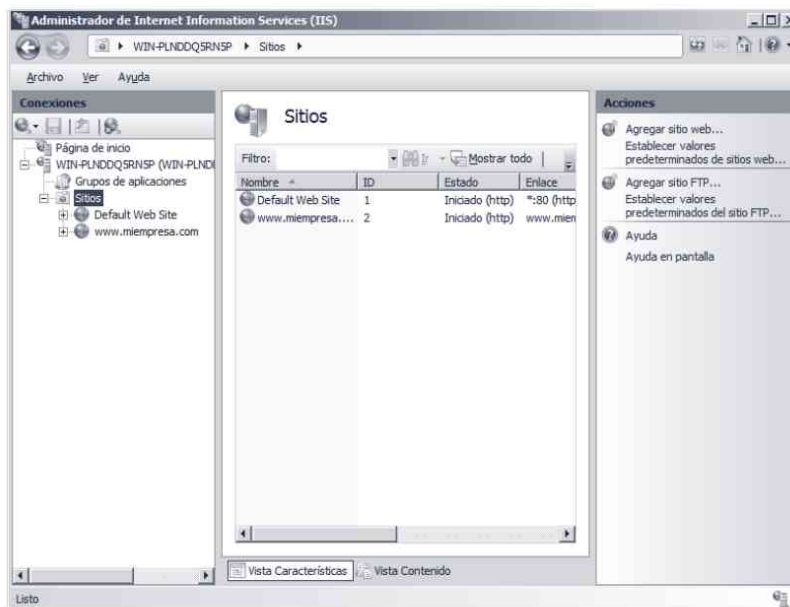 Administrador de Internet Information Services (IIS)
WIN-PLNDDQ5RN5P ▸ Sitios ▸
Archivo Ver Ayuda
Conexiones
Página de inicio
WIN-PLNDDQ5RN5P (WIN-PLND
Grupos de aplicaciones
Sitios
Default Web Site
www.miempresa.com
Sitios
Filtro: Ir Mostrar todo
Nombre ID Estado Enlace
Default Web Site 1 Iniciado (http) *:80 (http
www.miempresa.... 2 Iniciado (http) www.mien
Vista Características Vista Contenido
Acciones
Agregar sitio web...
Establecer valores
predeterminados de sitios web...
Agregar sitio FTP...
Establecer valores
predeterminados del sitio FTP...
Ayuda
Ayuda en pantalla
Listo